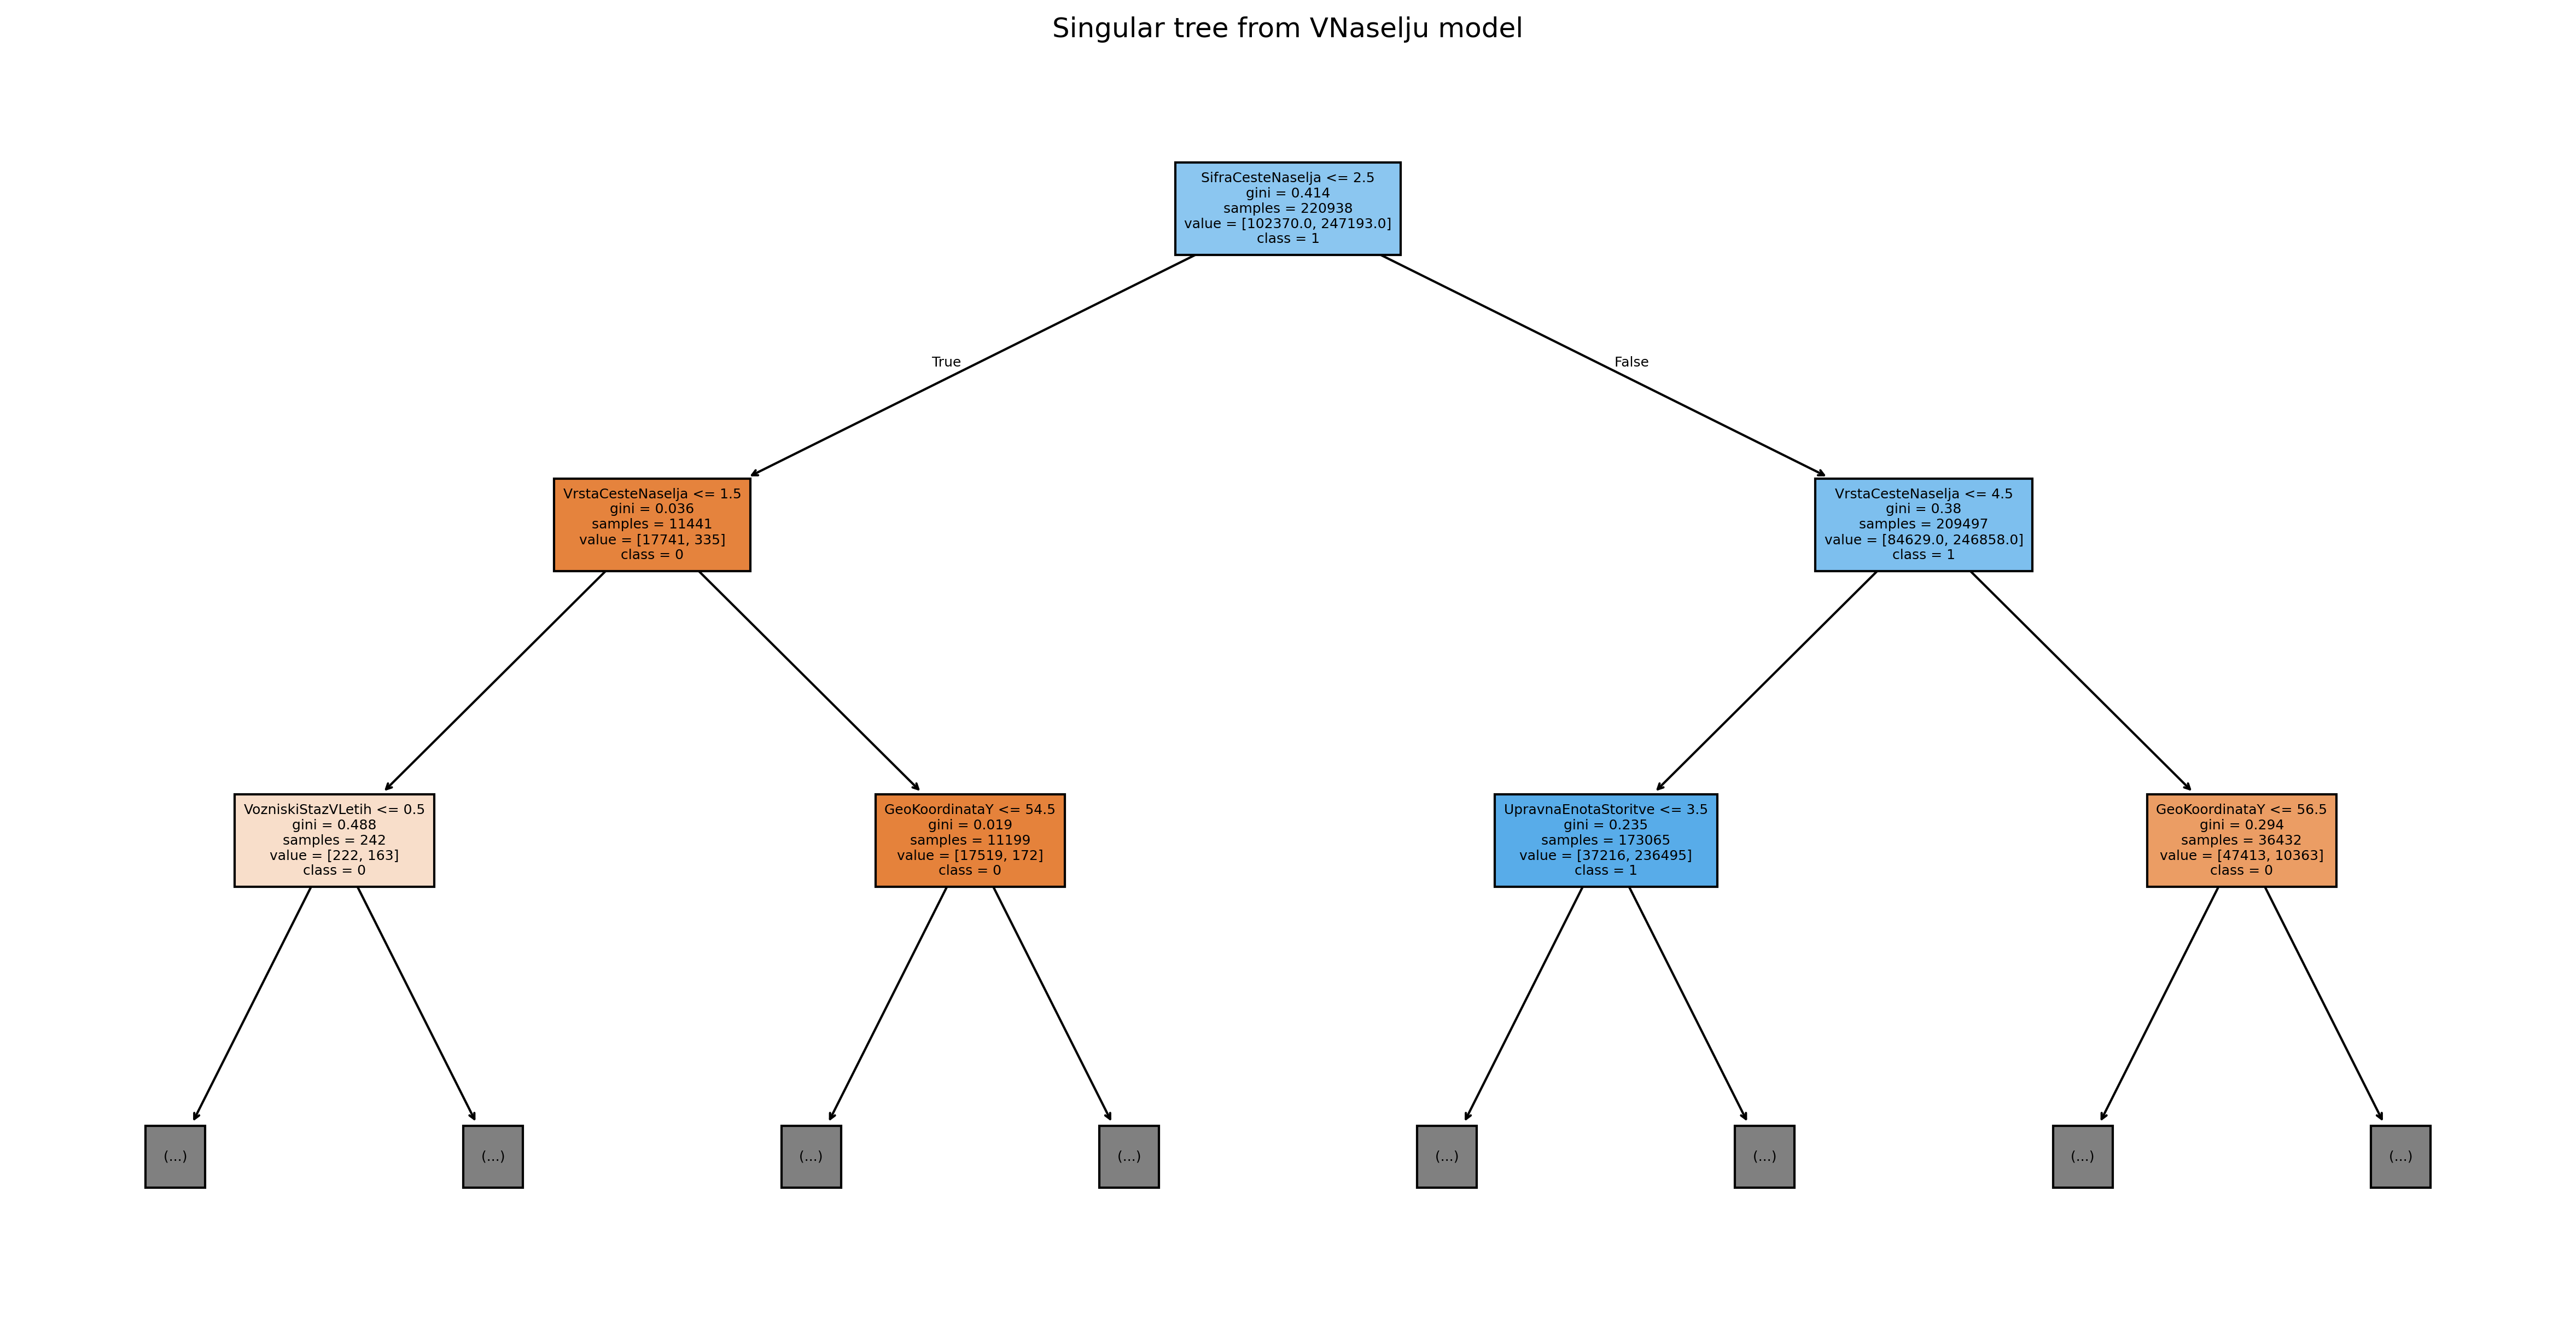 Singular tree from VNaselju model
SifraCesteNaselja <= 2.5
gini = 0.414
samples = 220938
value = [102370.0, 247193.0]
class = 1
True
False
VrstaCesteNaselja <= 1.5
gini = 0.036
samples = 11441
value = [17741, 335]
class = 0
VrstaCesteNaselja <= 4.5
gini = 0.38
samples = 209497
value = [84629.0, 246858.0]
class = 1
VozniskiStazVLetih <= 0.5
gini = 0.488
samples = 242
value = [222, 163]
class = 0
GeoKoordinataY <= 54.5
gini = 0.019
samples = 11199
value = [17519, 172]
class = 0
UpravnaEnotaStoritve <= 3.5
gini = 0.235
samples = 173065
value = [37216, 236495]
class = 1
GeoKoordinataY <= 56.5
gini = 0.294
samples = 36432
value = [47413, 10363]
class = 0
(...)
(...)
(...)
(...)
(...)
(...)
(...)
(...)